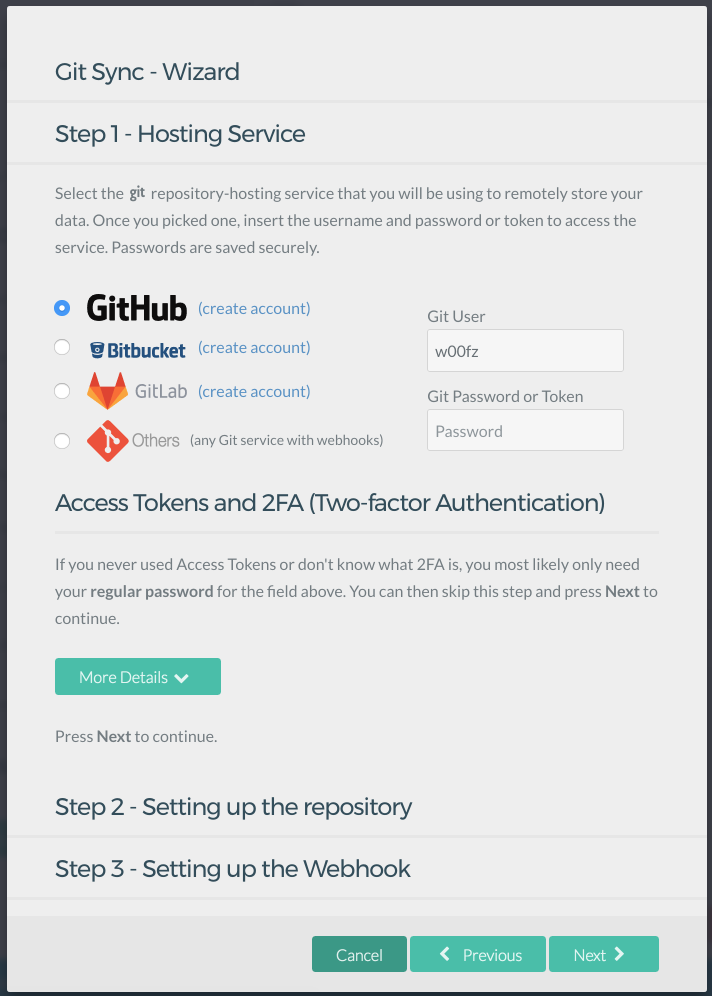 Git Sync - Wizard
Step 1 - Hosting Service
Select the git repository-hosting service that you will be using to remotely store your
data. Once you picked one, insert the username and password or token to access the
service. Passwords are saved securely.
GitHub (create account)
Bitbucket (create account)
GitLab (create account)
Others (any Git service with webhooks)
Git User
w00fz
Git Password or Token
Password
Access Tokens and 2FA (Two-factor Authentication)
If you never used Access Tokens or don't know what 2FA is, you most likely only need
your regular password for the field above. You can then skip this step and press Next to
continue.
More Details
Press Next to continue.
Step 2 - Setting up the repository
Step 3 - Setting up the Webhook
Cancel
Previous
Next